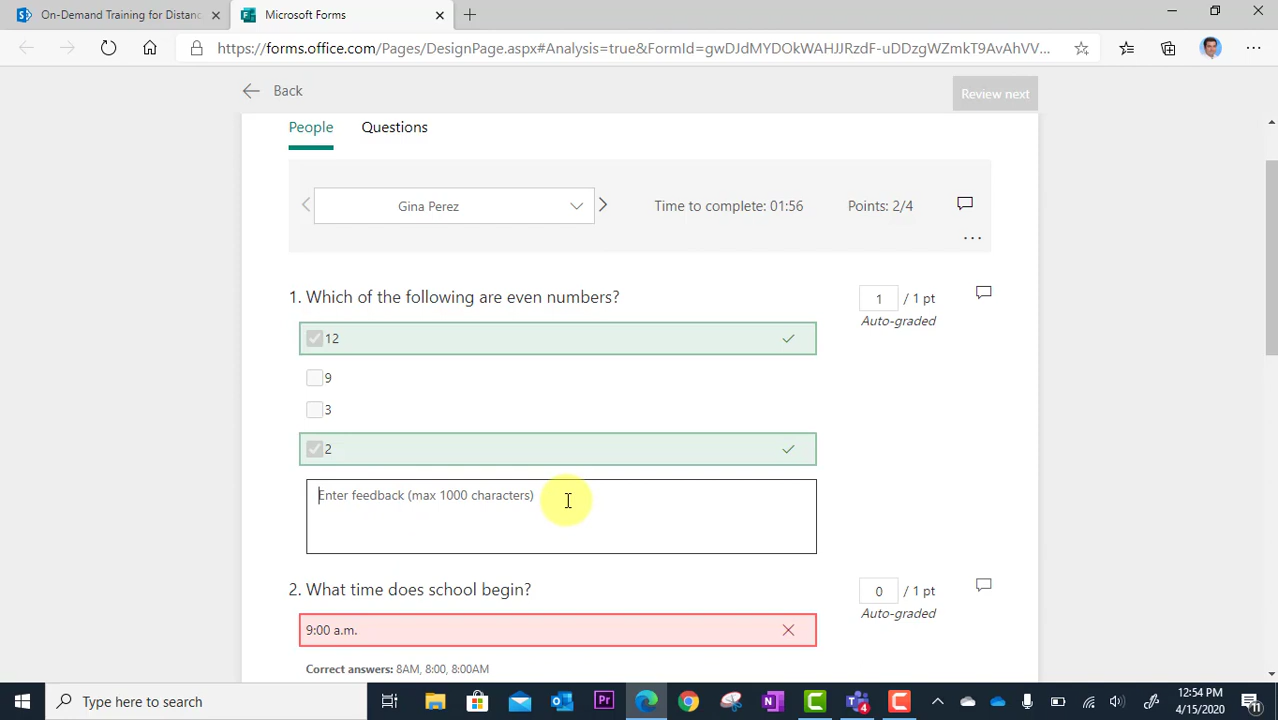 On-Demand Training for Distanc
Microsoft Forms
https://forms.office.com/Pages/DesignPage.aspx#Analysis=true&FormId=gwDJdMYDOkWAHJJRzdF-uDDzgWZmkT9AvAhVV...
Back
Review next
People Questions
Gina Perez
Time to complete: 01:56
Points: 2/4
1. Which of the following are even numbers?
1 / 1 pt
Auto-graded
12
9
3
2
Enter feedback (max 1000 characters)
2. What time does school begin?
0 / 1 pt
Auto-graded
9:00 a.m.
Correct answers: 8AM, 8:00, 8:00AM
Type here to search
Pr
4
12:54 PM
4/15/2020
11